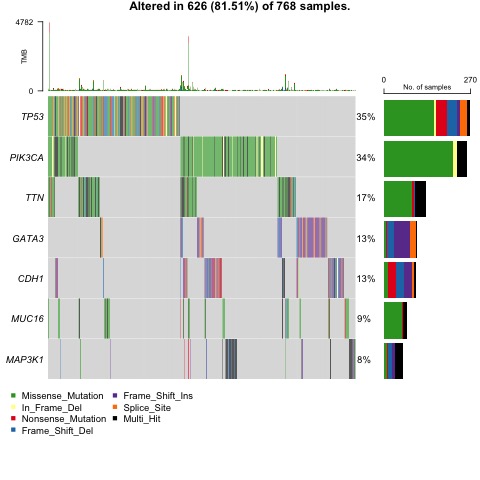 Altered in 626 (81.51%) of 768 samples.
4782
TMB
0
0 270
No. of samples
TP53 35%
PIK3CA 34%
TTN 17%
GATA3 13%
CDH1 13%
MUC16 9%
MAP3K1 8%
Missense_Mutation Frame_Shift_Ins
In_Frame_Del Splice_Site
Nonsense_Mutation Multi_Hit
Frame_Shift_Del